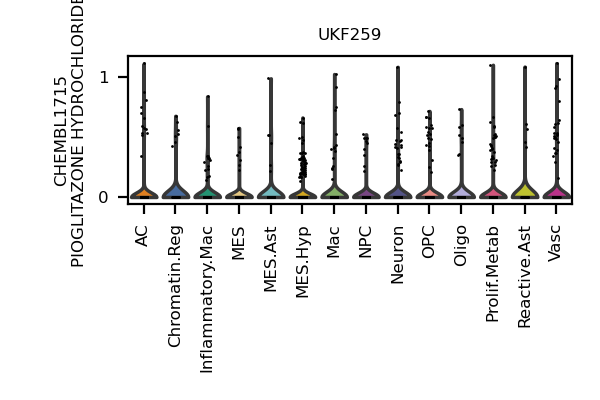 UKF259
CHEMBL1715
PIOGLITAZONE HYDROCHLORIDE
1
0
AC
Chromatin.Reg
Inflammatory.Mac
MES
MES.Ast
MES.Hyp
Mac
NPC
Neuron
OPC
Oligo
Prolif.Metab
Reactive.Ast
Vasc